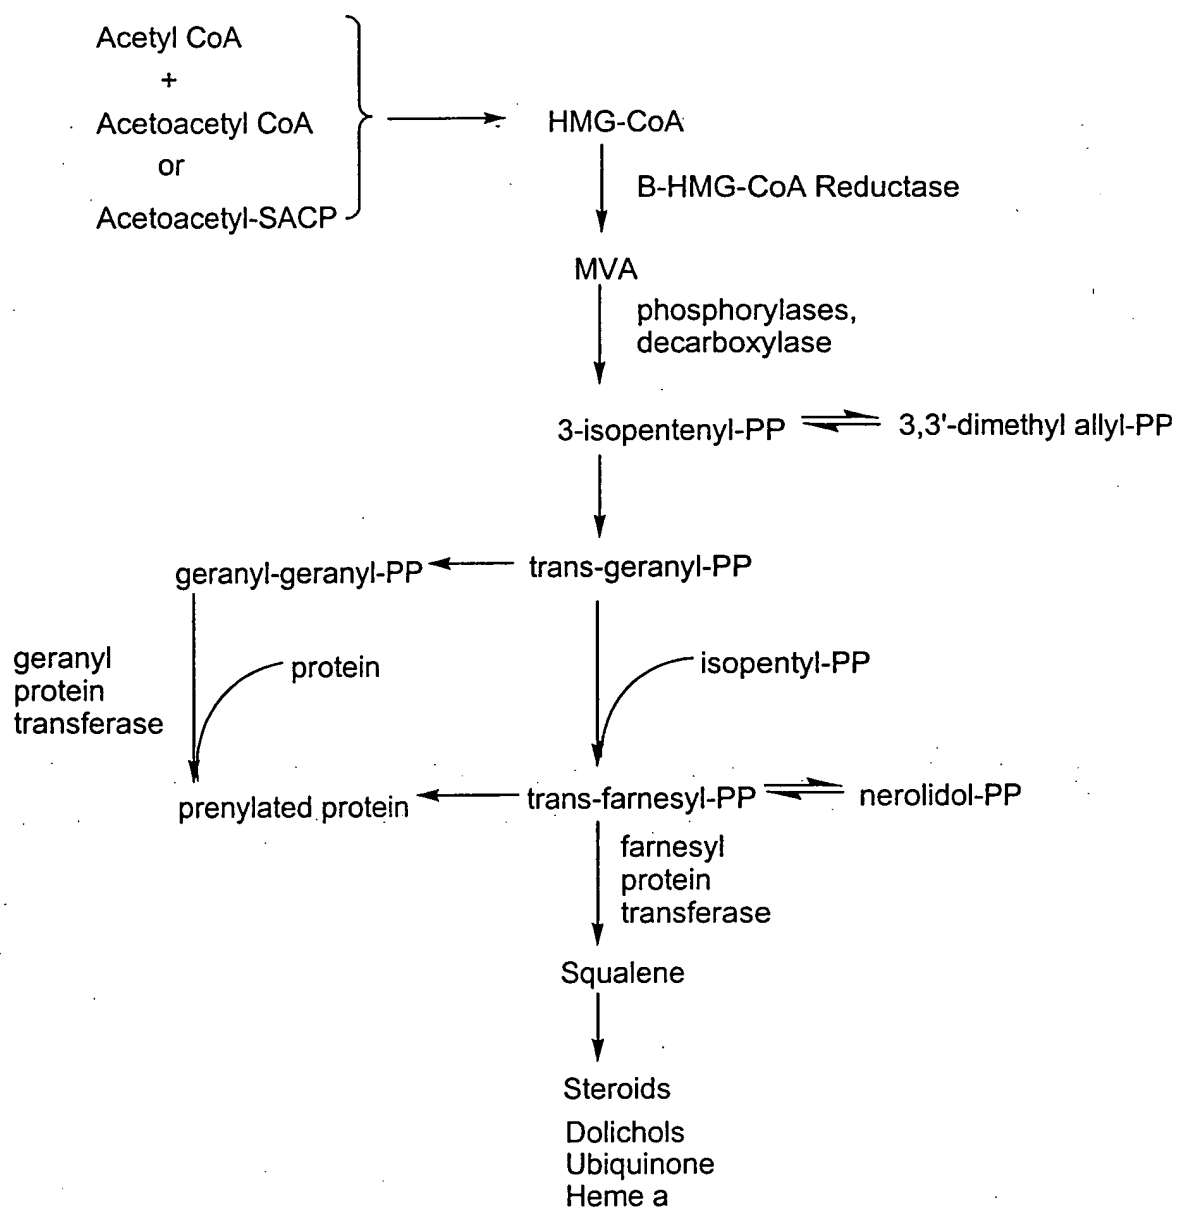 Acetyl CoA
+
Acetoacetyl CoA
or
Acetoacetyl-SACP
HMG-CoA
B-HMG-CoA Reductase
MVA
phosphorylases,
decarboxylase
3-isopentenyl-PP
3,3'-dimethyl allyl-PP
geranyl-geranyl-PP
trans-geranyl-PP
geranyl
protein
transferase
protein
isopentyl-PP
prenylated protein
trans-farnesyl-PP
nerolidol-PP
farnesyl
protein
transferase
Squalene
Steroids
Dolichols
Ubiquinone
Heme a